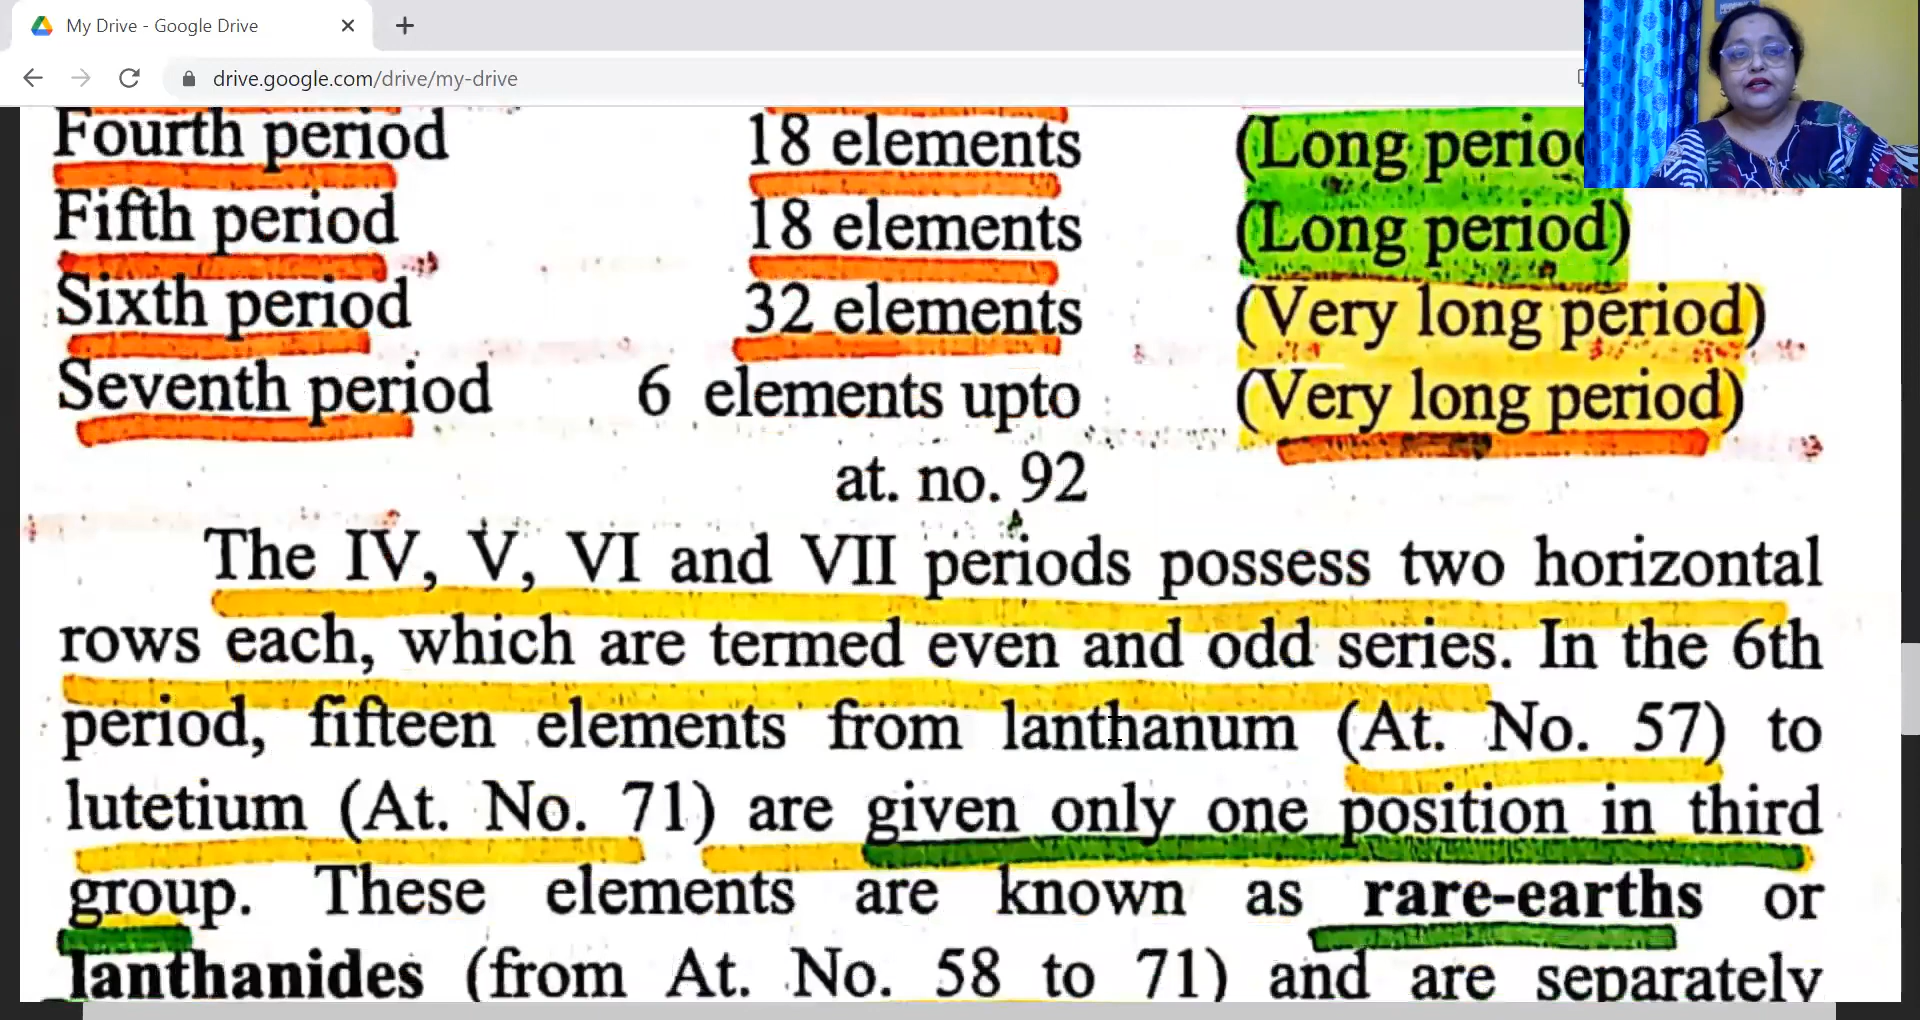 My Drive - Google Drive
drive.google.com/drive/my-drive
Fourth period 18 elements (Long perio
Fifth period 18 elements (Long period)
Sixth period 32 elements (Very long period)
Seventh period 6 elements upto (Very long period)
at. no. 92
The IV, V, VI and VII periods possess two horizontal
rows each, which are termed even and odd series. In the 6th
period, fifteen elements from lanthanum (At. No. 57) to
lutetium (At. No. 71) are given only one position in third
group. These elements are known as rare-earths or
lanthanides (from At. No. 58 to 71) and are separately